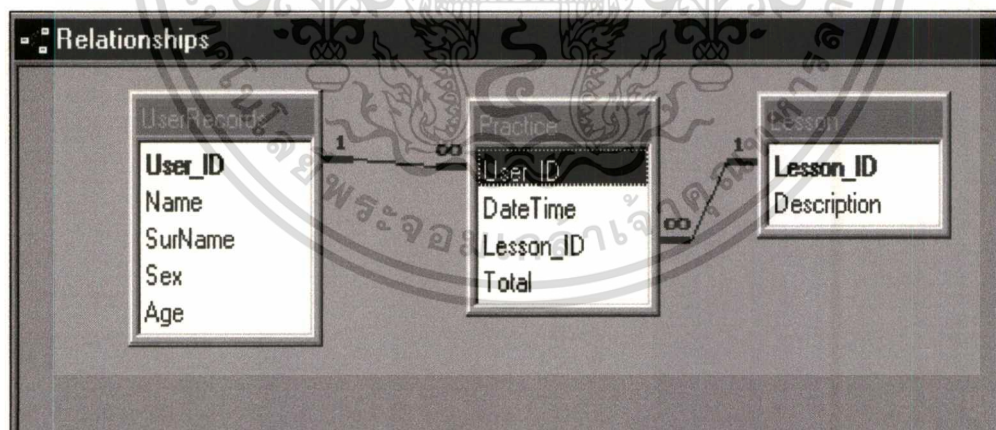 Relationships
UserRecords
User_ID
Name
SurName
Sex
Age
1
∞
Practice
User_ID
DateTime
Lesson_ID
Total
∞
1
Lesson
Lesson_ID
Description